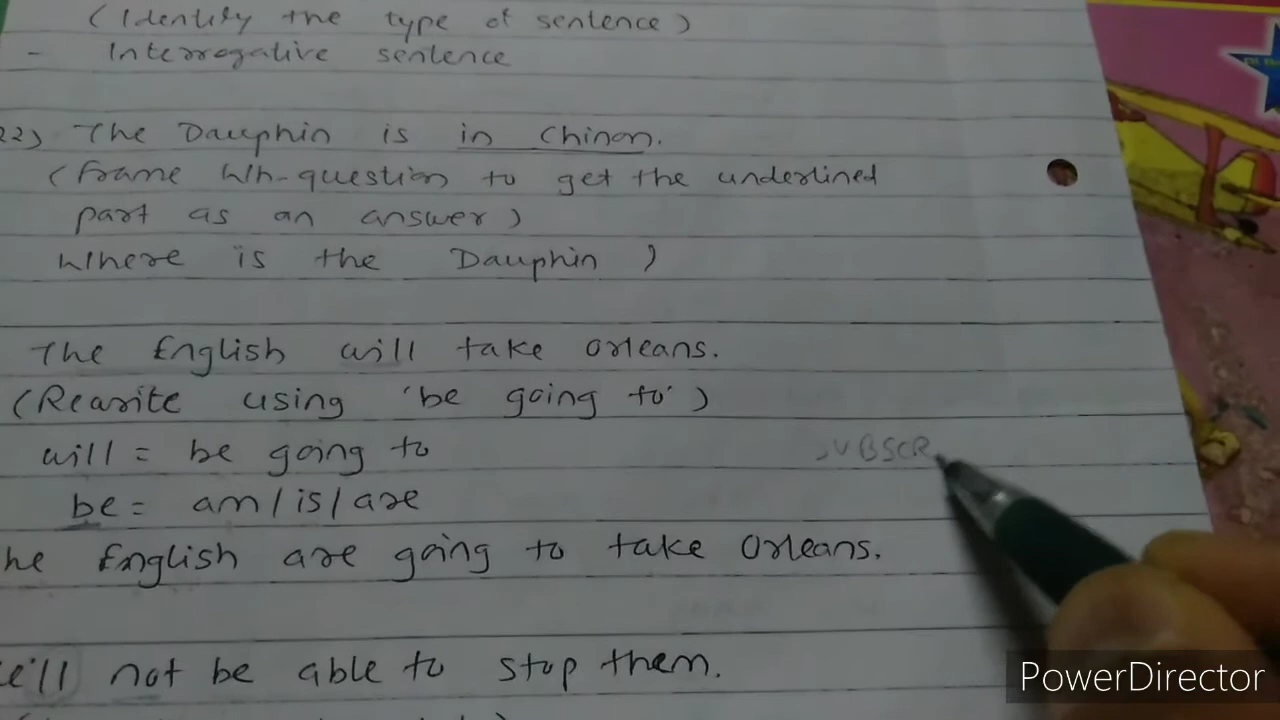 (Identify the type of sentence)
- Interrogative sentence
22) The Dauphin is in Chinon.
(Frame Wh-question to get the underlined
part as an answer)
Where is the Dauphin )
The English will take orleans.
(Rewrite using 'be going to')
will = be going to
SUBSCR
be = am/is/are
he English are going to take Orleans.
e'll not be able to stop them.
PowerDirector